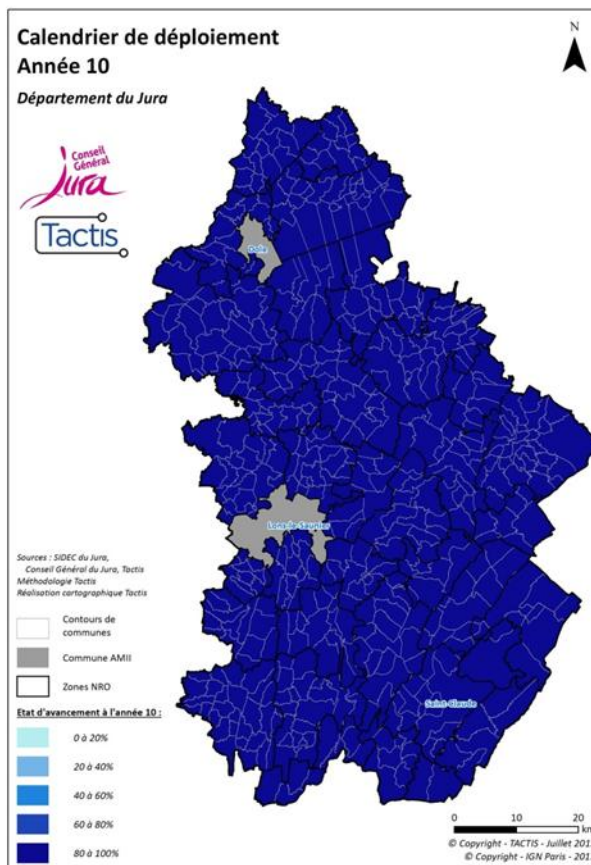 Calendrier de déploiement
Année 10
Département du Jura
N
Conseil
Général
Jura
Tactis
Dole
Lons-le-Saunier
Saint-Claude
Sources : SIDEC du Jura,
Conseil Général du Jura, Tactis
Méthodologie Tactis
Réalisation cartographique Tactis
Contours de
communes
Commune AMII
Zones NRO
Etat d'avancement à l'année 10 :
0 à 20%
20 à 40%
40 à 60%
60 à 80%
80 à 100%
0 10 20
km
© Copyright - TACTIS - Juillet
© Copyright - IGN Paris -